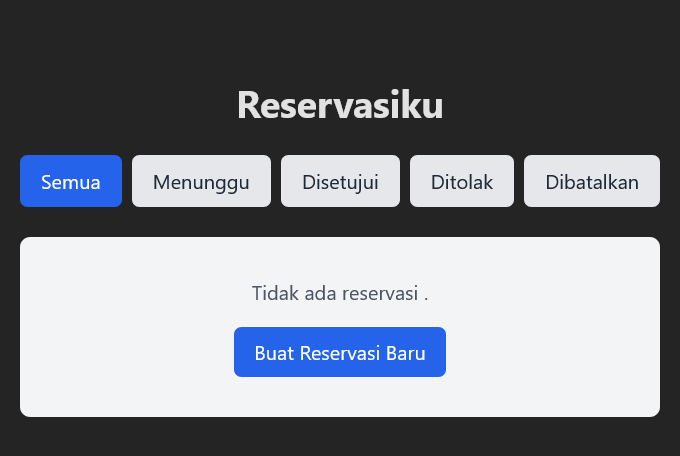 Reservasiku
Semua Menunggu Disetujui Ditolak Dibatalkan
Tidak ada reservasi .
Buat Reservasi Baru